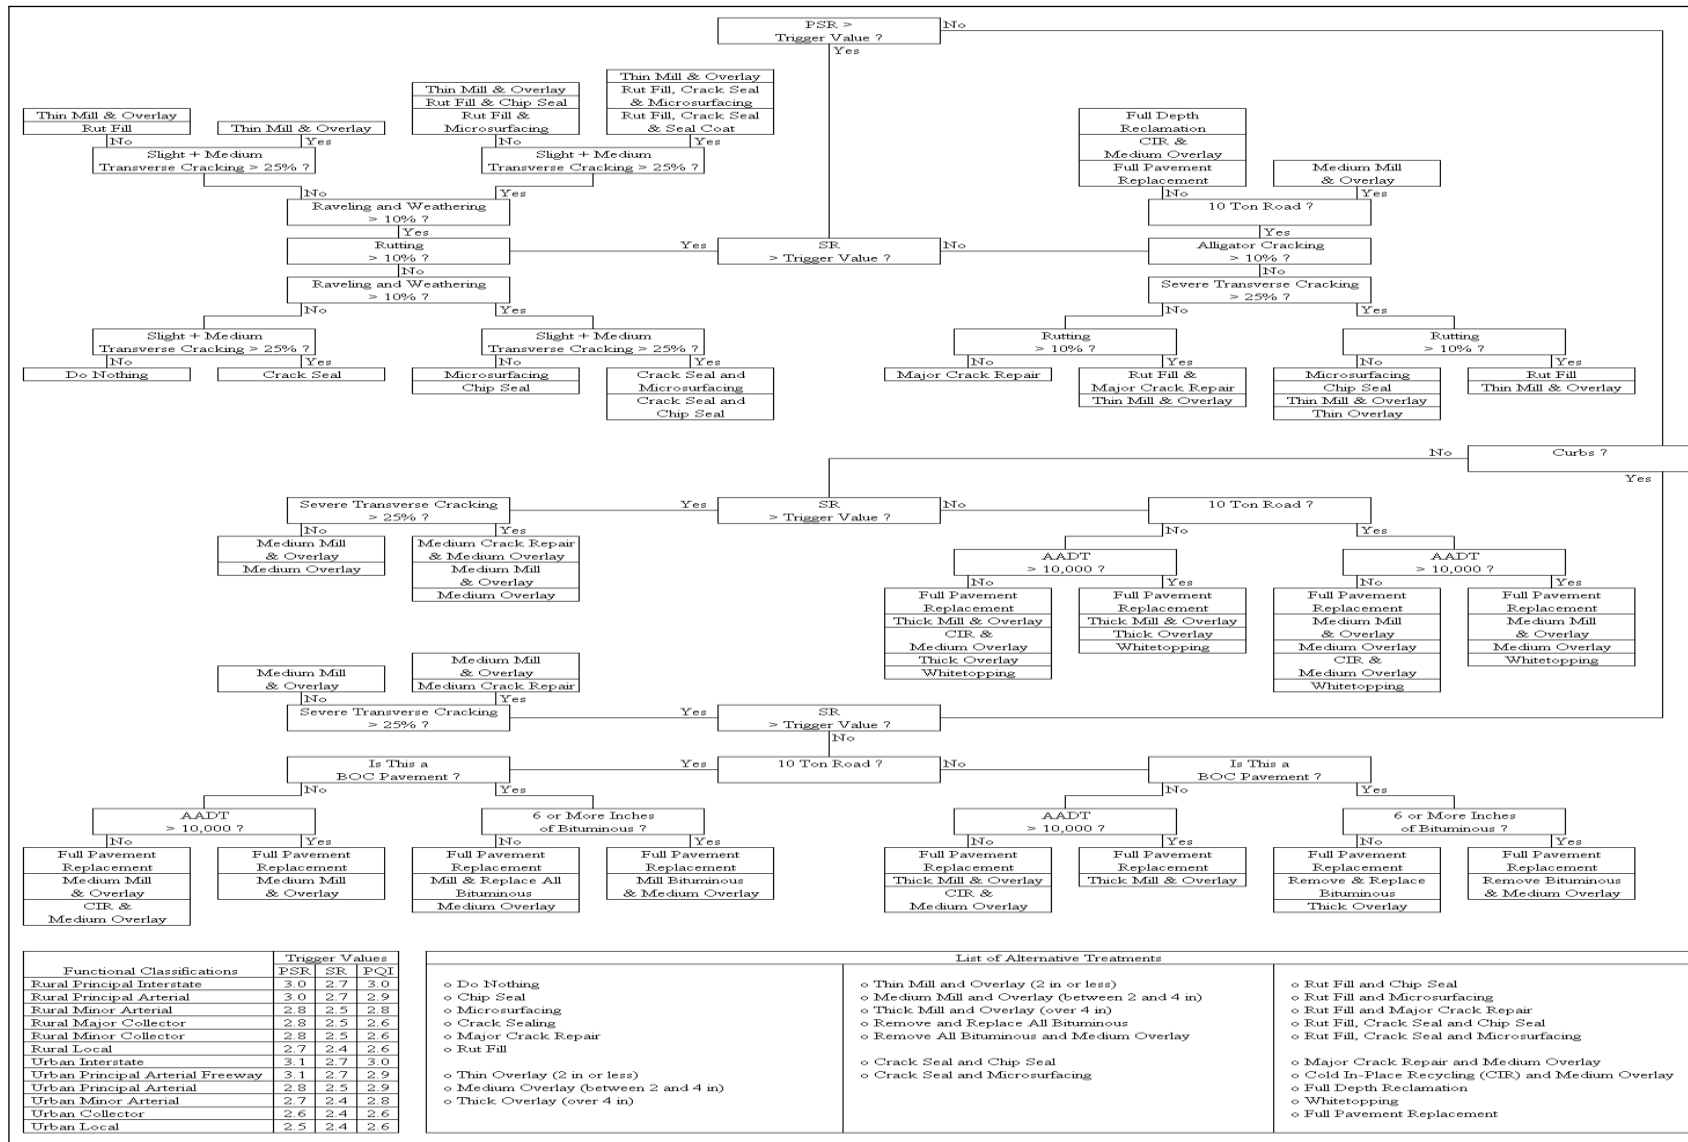 PSR >
Trigger Value ?
No
Yes
Thin Mill & Overlay
Rut Fill
Thin Mill & Overlay
Thin Mill & Overlay
Rut Fill & Chip Seal
Rut Fill &
Microsurfacing
Thin Mill & Overlay
Rut Fill, Crack Seal
& Microsurfacing
Rut Fill, Crack Seal
& Seal Coat
No
Yes
No
Yes
Slight + Medium
Transverse Cracking > 25% ?
Slight + Medium
Transverse Cracking > 25% ?
No
Yes
Raveling and Weathering
> 10% ?
Yes
Full Depth
Reclamation
CIR &
Medium Overlay
Full Pavement
Replacement
Medium Mill
& Overlay
No
Yes
10 Ton Road ?
Yes
Rutting
> 10% ?
Yes
SR
> Trigger Value ?
No
Alligator Cracking
> 10% ?
No
No
Raveling and Weathering
> 10% ?
Severe Transverse Cracking
> 25% ?
No
Yes
No
Yes
Slight + Medium
Transverse Cracking > 25% ?
Slight + Medium
Transverse Cracking > 25% ?
Rutting
> 10% ?
Rutting
> 10% ?
No
Yes
No
Yes
No
Yes
No
Yes
Do Nothing
Crack Seal
Microsurfacing
Chip Seal
Crack Seal and
Microsurfacing
Crack Seal and
Chip Seal
Major Crack Repair
Rut Fill &
Major Crack Repair
Thin Mill & Overlay
Microsurfacing
Chip Seal
Thin Mill & Overlay
Thin Overlay
Rut Fill
Thin Mill & Overlay
No
Curbs ?
Yes
Severe Transverse Cracking
> 25% ?
Yes
SR
> Trigger Value ?
No
10 Ton Road ?
No
Yes
No
Yes
Medium Mill
& Overlay
Medium Overlay
Medium Crack Repair
& Medium Overlay
Medium Mill
& Overlay
Medium Overlay
AADT
> 10,000 ?
AADT
> 10,000 ?
No
Yes
No
Yes
Full Pavement
Replacement
Thick Mill & Overlay
CIR &
Medium Overlay
Thick Overlay
Whitetopping
Full Pavement
Replacement
Thick Mill & Overlay
Thick Overlay
Whitetopping
Full Pavement
Replacement
Medium Mill
& Overlay
Medium Overlay
CIR &
Medium Overlay
Whitetopping
Full Pavement
Replacement
Medium Mill
& Overlay
Medium Overlay
Whitetopping
Medium Mill
& Overlay
Medium Mill
& Overlay
Medium Crack Repair
No
Yes
Severe Transverse Cracking
> 25% ?
Yes
SR
> Trigger Value ?
No
Is This a
BOC Pavement ?
Yes
10 Ton Road ?
No
Is This a
BOC Pavement ?
No
Yes
No
Yes
AADT
> 10,000 ?
6 or More Inches
of Bituminous ?
AADT
> 10,000 ?
6 or More Inches
of Bituminous ?
No
Yes
No
Yes
No
Yes
No
Yes
Full Pavement
Replacement
Medium Mill
& Overlay
CIR &
Medium Overlay
Full Pavement
Replacement
Medium Mill
& Overlay
Full Pavement
Replacement
Mill & Replace All
Bituminous
Medium Overlay
Full Pavement
Replacement
Mill Bituminous
& Medium Overlay
Full Pavement
Replacement
Thick Mill & Overlay
CIR &
Medium Overlay
Full Pavement
Replacement
Thick Mill & Overlay
Full Pavement
Replacement
Remove & Replace
Bituminous
Thick Overlay
Full Pavement
Replacement
Remove Bituminous
& Medium Overlay
Trigger Values
Functional Classifications PSR SR PQI
Rural Principal Interstate 3.0 2.7 3.0
Rural Principal Arterial 3.0 2.7 2.9
Rural Minor Arterial 2.8 2.5 2.8
Rural Major Collector 2.8 2.5 2.6
Rural Minor Collector 2.8 2.5 2.6
Rural Local 2.7 2.4 2.6
Urban Interstate 3.1 2.7 3.0
Urban Principal Arterial Freeway 3.1 2.7 2.9
Urban Principal Arterial 2.8 2.5 2.9
Urban Minor Arterial 2.7 2.4 2.8
Urban Collector 2.6 2.4 2.6
Urban Local 2.5 2.4 2.6
List of Alternative Treatments
o Do Nothing
o Chip Seal
o Microsurfacing
o Crack Sealing
o Major Crack Repair
o Rut Fill
o Thin Overlay (2 in or less)
o Medium Overlay (between 2 and 4 in)
o Thick Overlay (over 4 in)
o Thin Mill and Overlay (2 in or less)
o Medium Mill and Overlay (between 2 and 4 in)
o Thick Mill and Overlay (over 4 in)
o Remove and Replace All Bituminous
o Remove All Bituminous and Medium Overlay
o Crack Seal and Chip Seal
o Crack Seal and Microsurfacing
o Rut Fill and Chip Seal
o Rut Fill and Microsurfacing
o Rut Fill and Major Crack Repair
o Rut Fill, Crack Seal and Chip Seal
o Rut Fill, Crack Seal and Microsurfacing
o Major Crack Repair and Medium Overlay
o Cold In-Place Recycling (CIR) and Medium Overlay
o Full Depth Reclamation
o Whitetopping
o Full Pavement Replacement